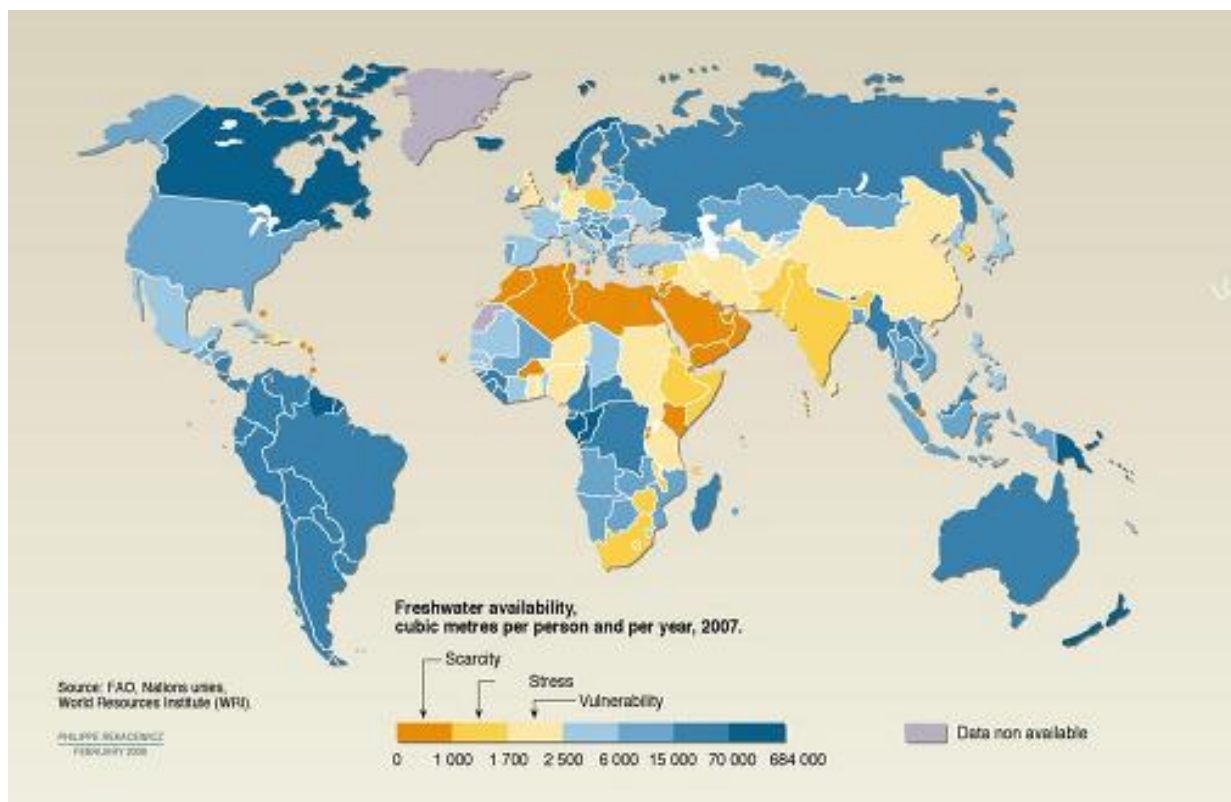 Freshwater availability,
cubic metres per person and per year, 2007.
Scarcity
Stress
Vulnerability
0 1 000 1 700 2 500 6 000 15 000 70 000 684 000
Data non available
Source: FAO, Nations unies,
World Resources Institute (WRI).
PHILIPPE REKACEWICZ
FEBRUARY